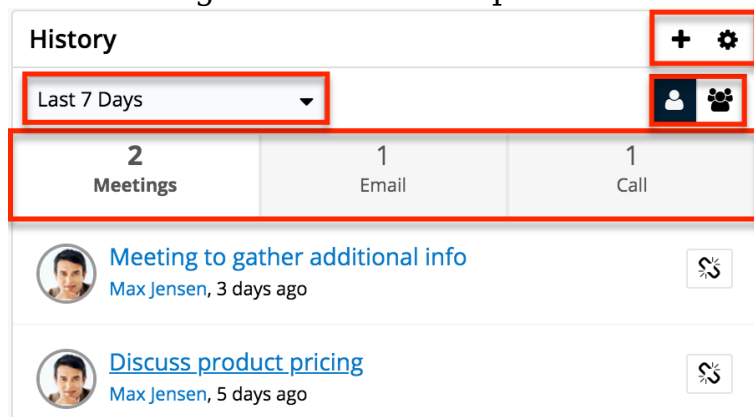 History
Last 7 Days
2 1 1
Meetings Email Call
Meeting to gather additional info
Max Jensen, 3 days ago
Discuss product pricing
Max Jensen, 5 days ago